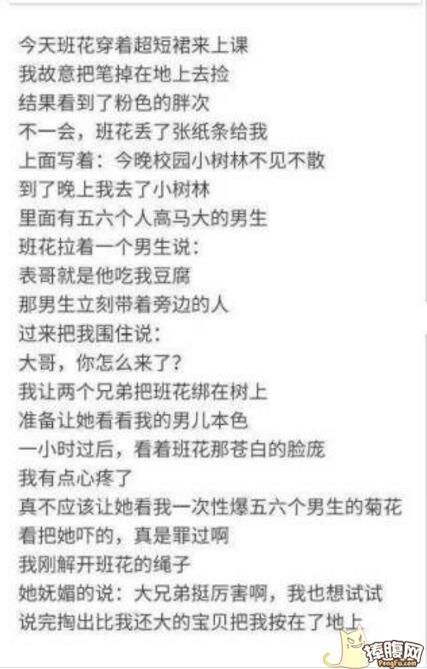 今天班花穿着超短裙来上课
我故意把笔掉在地上去捡
结果看到了粉色的胖次
不一会，班花丢了张纸条给我
上面写着：今晚校园小树林不见不散
到了晚上我去了小树林
里面有五六个人高马大的男生
班花拉着一个男生说：
表哥就是他吃我豆腐
那男生立刻带着旁边的人
过来把我围住说：
大哥，你怎么来了？
我让两个兄弟把班花绑在树上
准备让她看看我的男儿本色
一小时过后，看着班花那苍白的脸庞
我有点心疼了
真不应该让她看我一次性爆五六个男生的菊花
看把她吓的，真是罪过啊
我刚解开班花的绳子
她妩媚的说：大兄弟挺厉害啊，我也想试试
说完掏出比我还大的宝贝把我按在了地上
捧腹网
PengFu.com